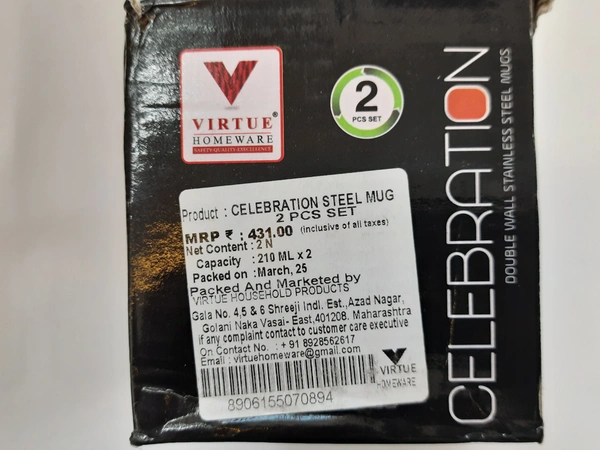 V
VIRTUE®
HOMEWARE
SAFETY-QUALITY-EXCELLENCE
2
PCS SET
CELEBRATION
DOUBLE WALL STAINLESS STEEL MUGS
Product : CELEBRATION STEEL MUG
2 PCS SET
MRP ₹ : 431.00 (inclusive of all taxes)
Net Content : 2 N
Capacity : 210 ML x 2
Packed on : March, 25
Packed And Marketed by
VIRTUE HOUSEHOLD PRODUCTS
Gala No. 4,5 & 6 Shreeji Indl. Est., Azad Nagar,
Golani Naka Vasai- East,401208. Maharashtra
if any complaint contact to customer care executive
On Contact No. : + 91 8928562617
Email : virtuehomeware@gmail.com
VIRTUE
HOMEWARE
8906155070894